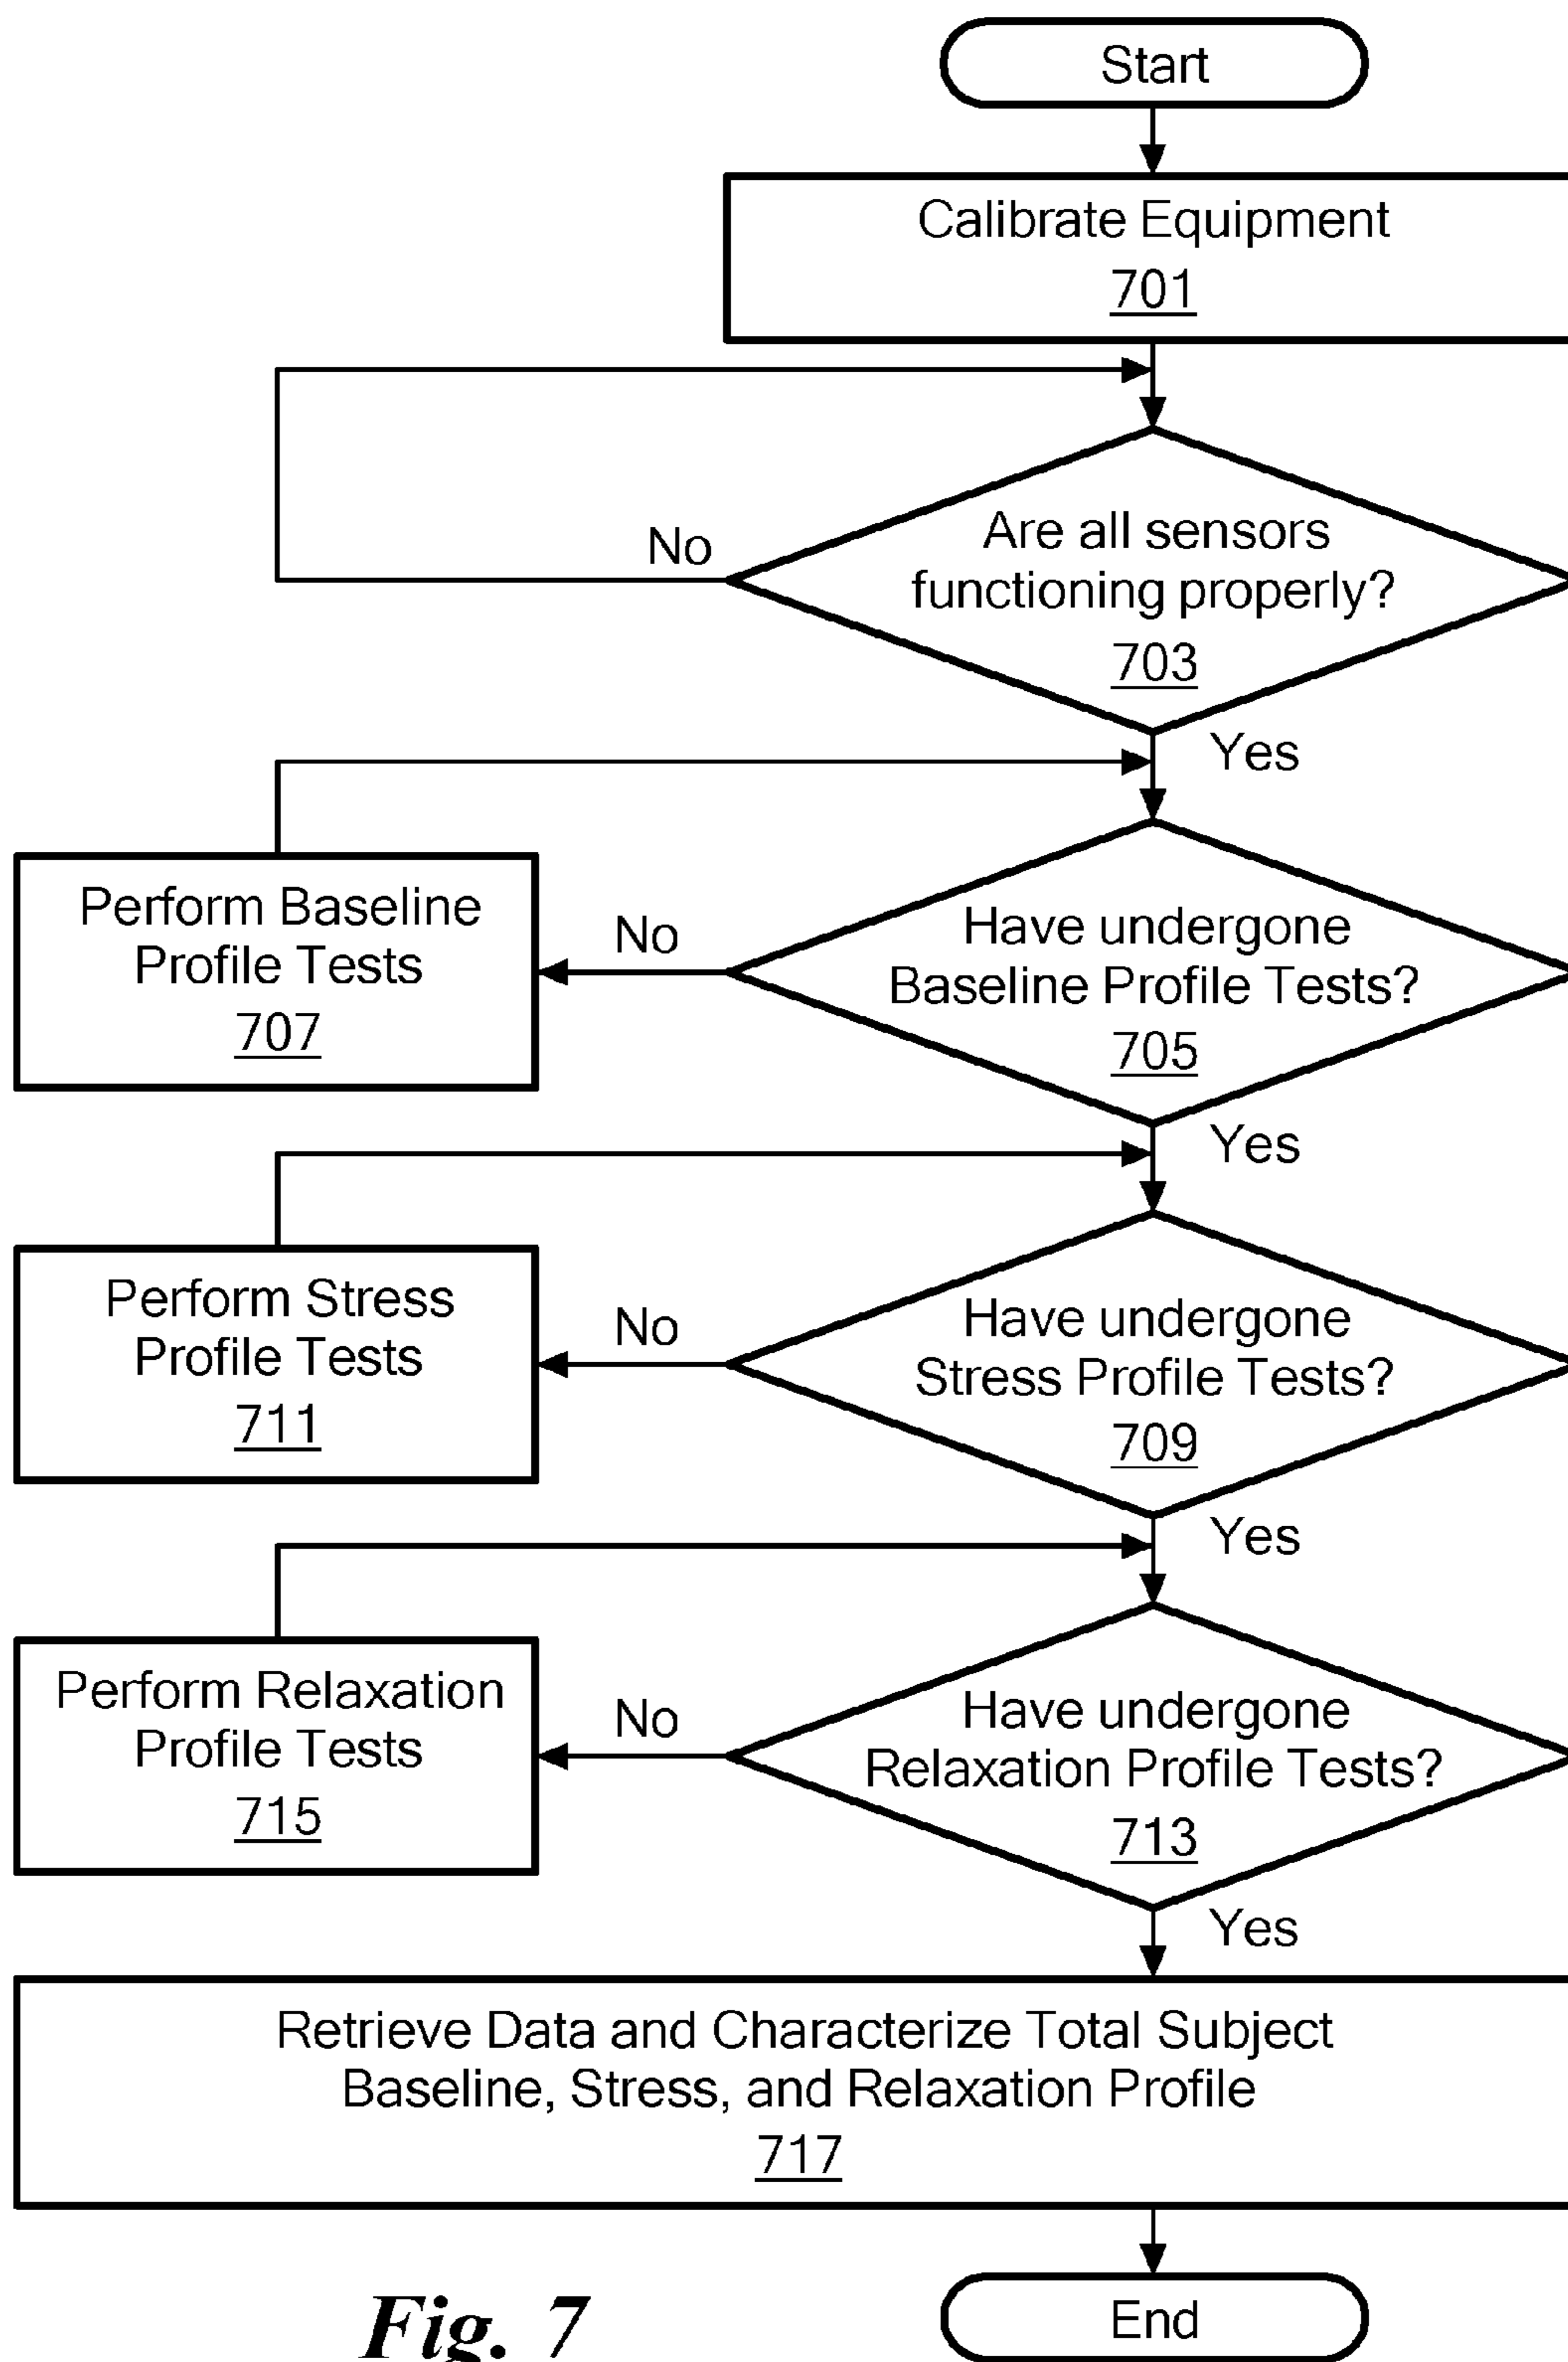 Start
Calibrate Equipment
701
Are all sensors
functioning properly?
703
No
Yes
Have undergone
Baseline Profile Tests?
705
No
Perform Baseline
Profile Tests
707
Yes
Have undergone
Stress Profile Tests?
709
No
Perform Stress
Profile Tests
711
Yes
Have undergone
Relaxation Profile Tests?
713
No
Perform Relaxation
Profile Tests
715
Yes
Retrieve Data and Characterize Total Subject
Baseline, Stress, and Relaxation Profile
717
End
Fig. 7